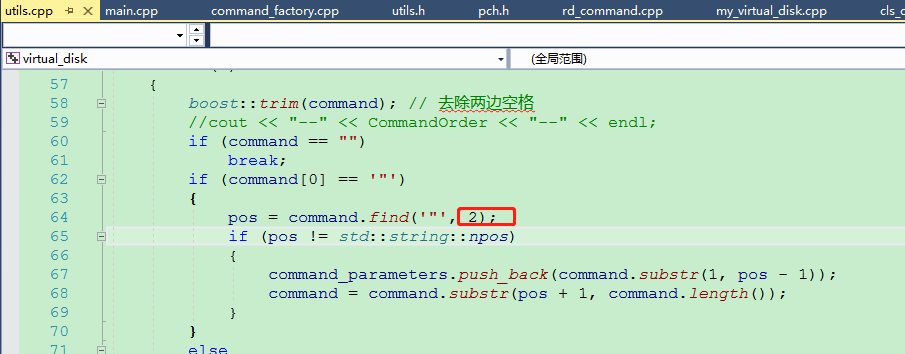 utils.cpp main.cpp command_factory.cpp utils.h pch.h rd_command.cpp my_virtual_disk.cpp
virtual_disk (全局范围)
57 {
58 boost::trim(command); // 去除两边空格
59 //cout << "--" << CommandOrder << "--" << endl;
60 if (command == "")
61 break;
62 if (command[0] == '"')
63 {
64 pos = command.find('"', 2);
65 if (pos != std::string::npos)
66 {
67 command_parameters.push_back(command.substr(1, pos - 1));
68 command = command.substr(pos + 1, command.length());
69 }
70 }
71 else